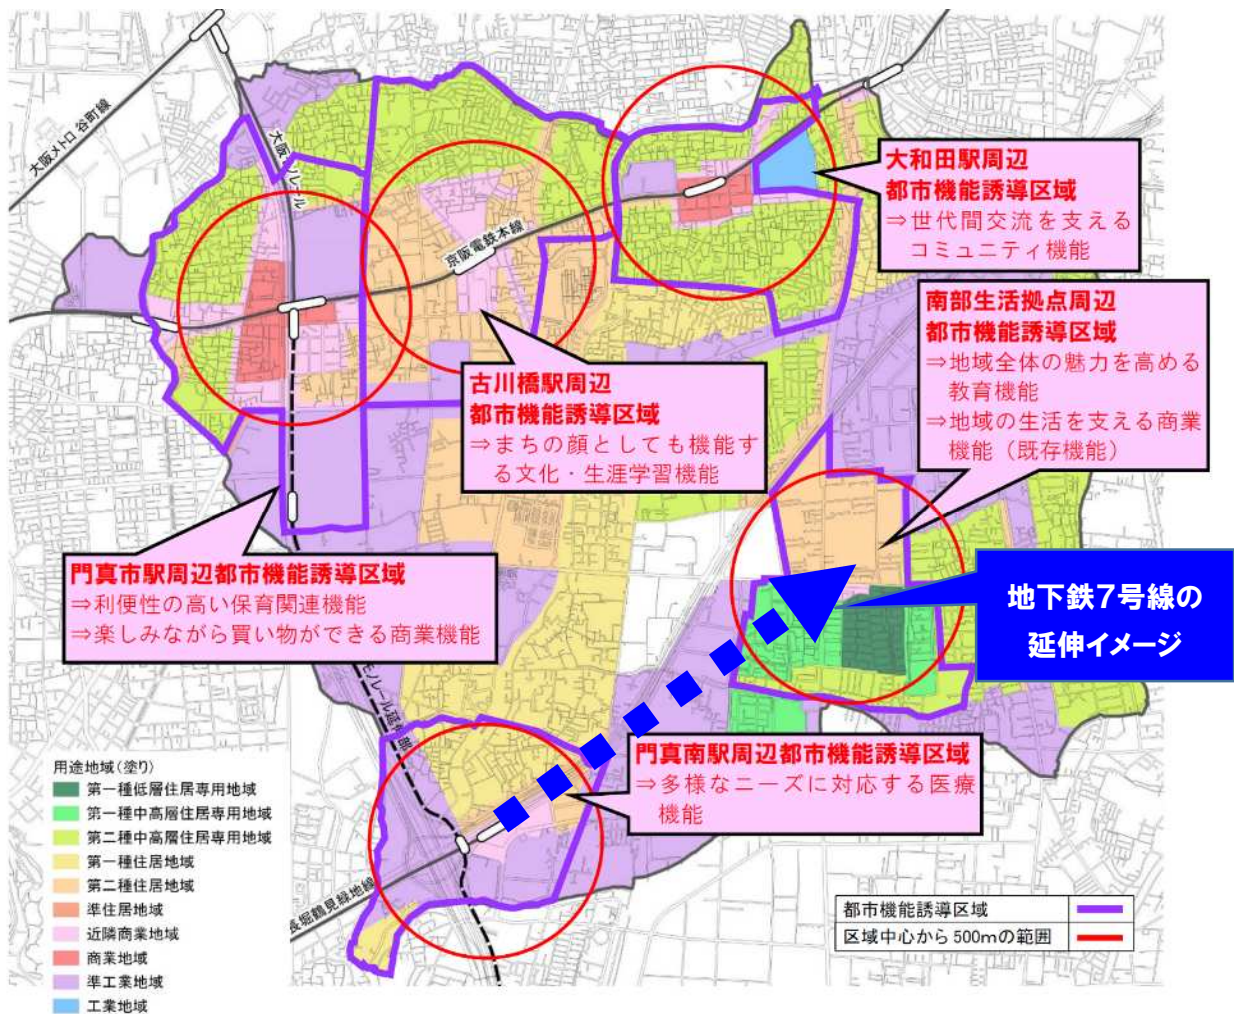 大阪メトロ 谷町線
大阪モノレール
京阪電鉄本線
大和田駅周辺
都市機能誘導区域
⇒世代間交流を支える
コミュニティ機能
南部生活拠点周辺
都市機能誘導区域
⇒地域全体の魅力を高める
教育機能
⇒地域の生活を支える商業
機能（既存機能）
古川橋駅周辺
都市機能誘導区域
⇒まちの顔としても機能す
る文化・生涯学習機能
門真市駅周辺都市機能誘導区域
⇒利便性の高い保育関連機能
⇒楽しみながら買い物ができる商業機能
地下鉄7号線の
延伸イメージ
門真南駅周辺都市機能誘導区域
⇒多様なニーズに対応する医療
機能
長堀鶴見緑地線
用途地域（塗り）
第一種低層住居専用地域
第一種中高層住居専用地域
第二種中高層住居専用地域
第一種住居地域
第二種住居地域
準住居地域
近隣商業地域
商業地域
準工業地域
工業地域
都市機能誘導区域
区域中心から500mの範囲